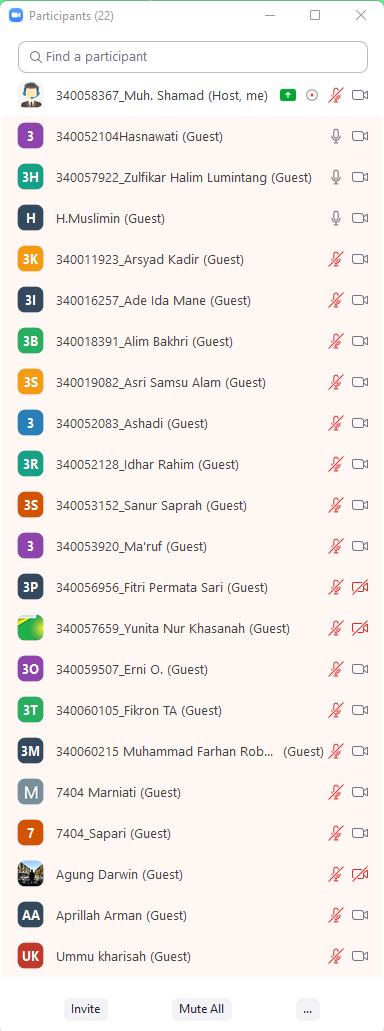 Participants (22)
Find a participant
340058367_Muh. Shamad (Host, me)
3 340052104Hasnawati (Guest)
3H 340057922_Zulfikar Halim Lumintang (Guest)
H H.Muslimin (Guest)
3K 340011923_Arsyad Kadir (Guest)
3I 340016257_Ade Ida Mane (Guest)
3B 340018391_Alim Bakhri (Guest)
3S 340019082_Asri Samsu Alam (Guest)
3 340052083_Ashadi (Guest)
3R 340052128_Idhar Rahim (Guest)
3S 340053152_Sanur Saprah (Guest)
3 340053920_Ma'ruf (Guest)
3P 340056956_Fitri Permata Sari (Guest)
340057659_Yunita Nur Khasanah (Guest)
3O 340059507_Erni O. (Guest)
3T 340060105_Fikron TA (Guest)
3M 340060215 Muhammad Farhan Rob... (Guest)
M 7404 Marniati (Guest)
7 7404_Sapari (Guest)
Agung Darwin (Guest)
AA Aprillah Arman (Guest)
UK Ummu kharisah (Guest)
Invite Mute All ...